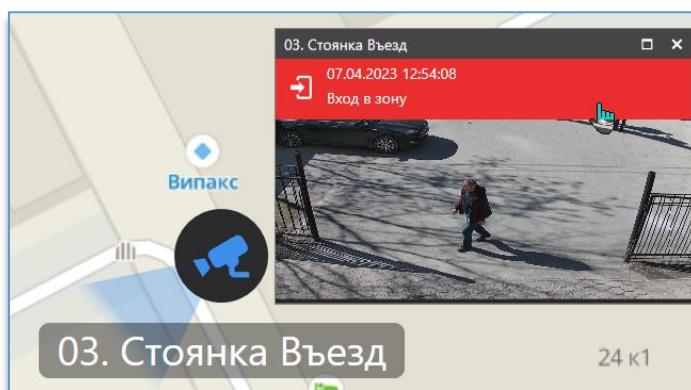 03. Стоянка Въезд
07.04.2023 12:54:08
Вход в зону
Випакс
03. Стоянка Въезд
24 к1